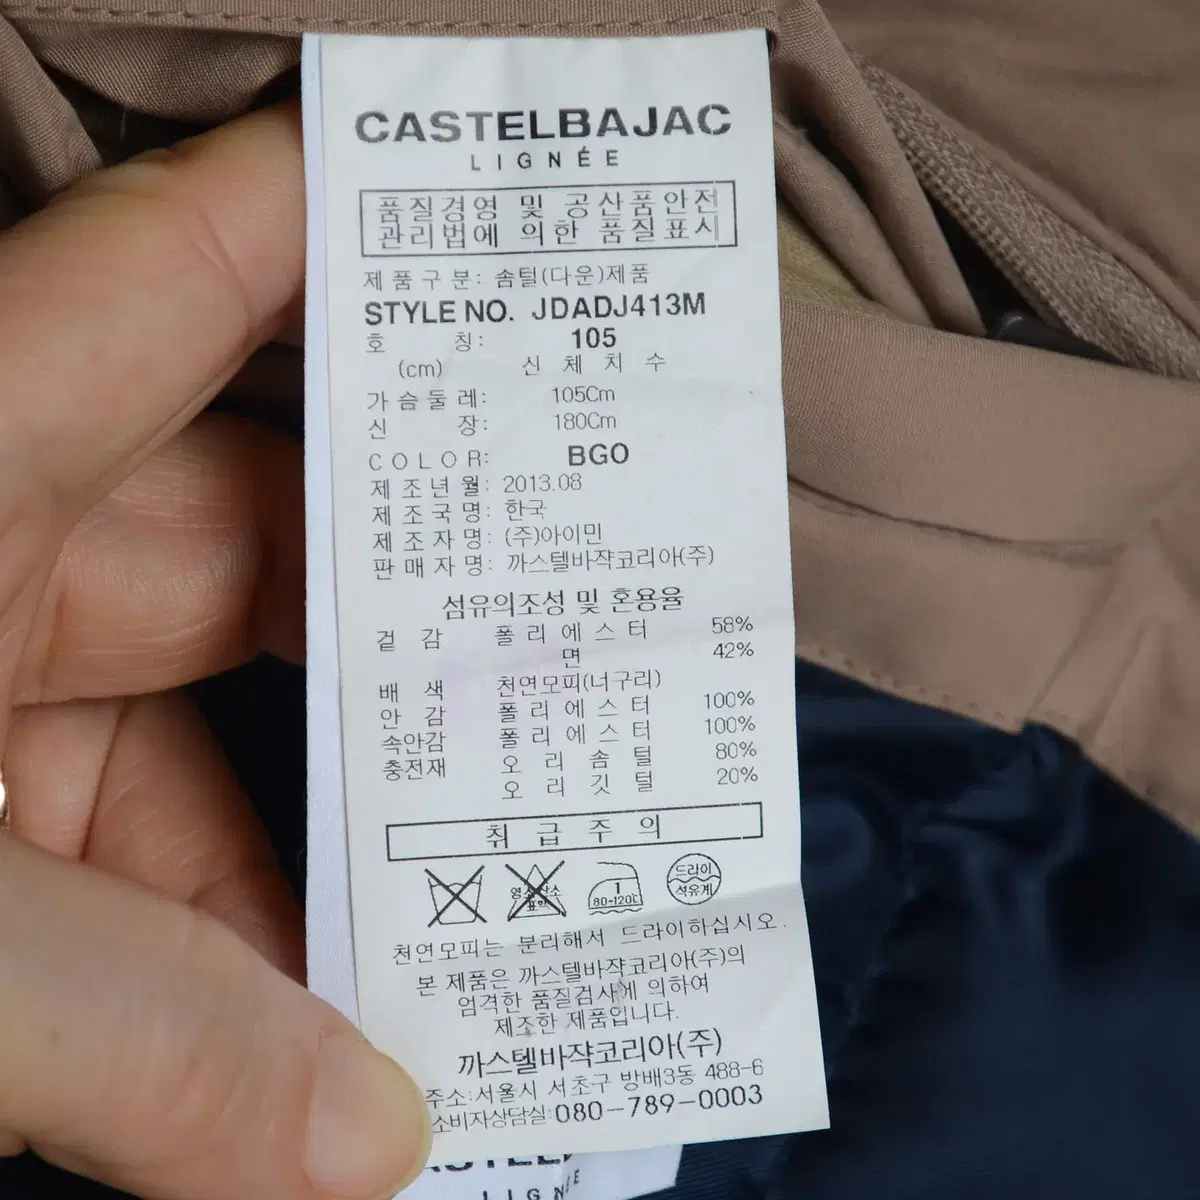 CASTELBAJAC
LIGNÉE
품질경영 및 공산품안전
관리법에 의한 품질표시
제품구분: 솜털(다운)제품
STYLE NO. JDADJ413M
호 칭: 105
(cm) 신 체 치 수
가슴둘레: 105Cm
신 장: 180Cm
COLOR: BGO
제조년월: 2013.08
제조국명: 한국
제조자명: (주)아이민
판매자명: 까스텔바쟉코리아(주)
섬유의조성 및 혼용율
겉 감 폴리에스터 58%
면 42%
배 색 천연모피(너구리)
안 감 폴리에스터 100%
속안감 폴리에스터 100%
충전재 오리솜털 80%
오리깃털 20%
취급주의
염소산소
표백
1
80~120℃
드라이
석유계
천연모피는 분리해서 드라이하십시오.
본 제품은 까스텔바쟉코리아(주)의
엄격한 품질검사에 의하여
제조한 제품입니다.
까스텔바쟉코리아(주)
주소:서울시 서초구 방배3동 488-6
소비자상담실:080-789-0003
LIGNÉE